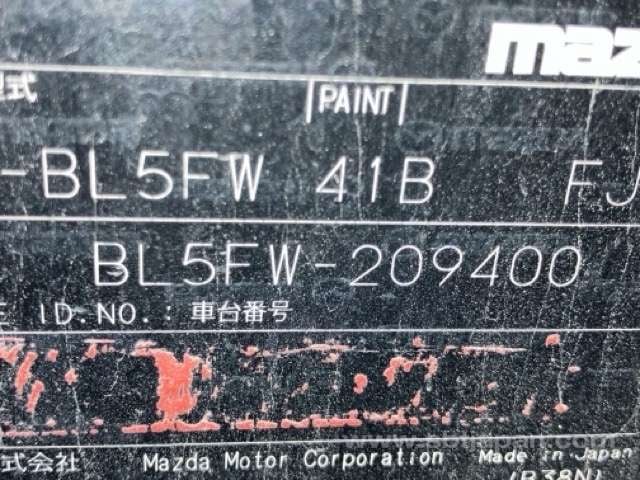 maz
式
PAINT
-BL5FW 41B FJ
BL5FW-209400
ID.NO.: 車台番号
式会社 Mazda Motor Corporation Made in Japan
(B38N)